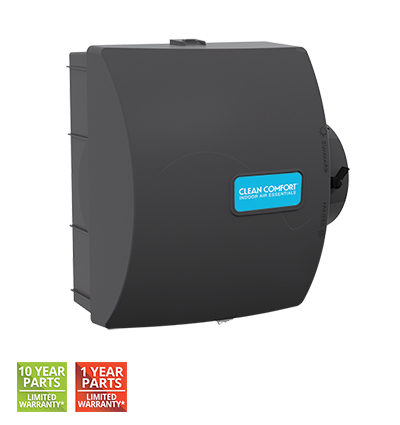 CLEAN COMFORT
INDOOR AIR ESSENTIALS
10 YEAR
PARTS
LIMITED
WARRANTY*
1 YEAR
PARTS
LIMITED
WARRANTY*